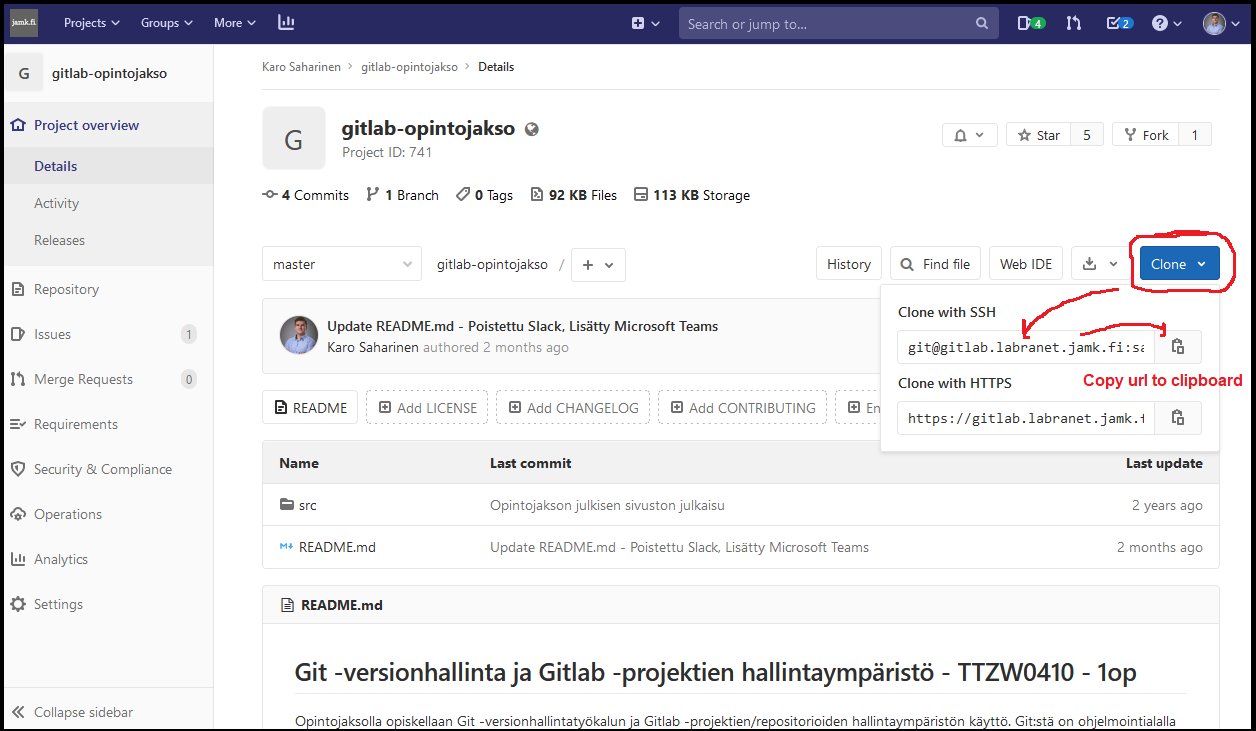 jamk.fi Projects Groups More Search or jump to... 4 2
G gitlab-opintojakso
Project overview
Details
Activity
Releases
Repository
Issues 1
Merge Requests 0
Requirements
Security & Compliance
Operations
Analytics
Settings
Collapse sidebar
Karo Saharinen > gitlab-opintojakso > Details
G
gitlab-opintojakso
Project ID: 741
Star 5 Fork 1
4 Commits 1 Branch 0 Tags 92 KB Files 113 KB Storage
master gitlab-opintojakso / + History Find file Web IDE Clone
Clone with SSH
git@gitlab.labranet.jamk.fi:sa
Copy url to clipboard
Clone with HTTPS
https://gitlab.labranet.jamk.f
Update README.md - Poistettu Slack, Lisätty Microsoft Teams
Karo Saharinen authored 2 months ago
README Add LICENSE Add CHANGELOG Add CONTRIBUTING En
Name Last commit Last update
src Opintojakson julkisen sivuston julkaisu 2 years ago
README.md Update README.md - Poistettu Slack, Lisätty Microsoft Teams 2 months ago
README.md
Git -versionhallinta ja Gitlab -projektien hallintaympäristö - TTZW0410 - 1op
Opintojaksolla opiskellaan Git -versionhallintatyökalun ja Gitlab -projektien/repositorioiden hallintaympäristön käyttö. Git:stä on ohjelmointialalla